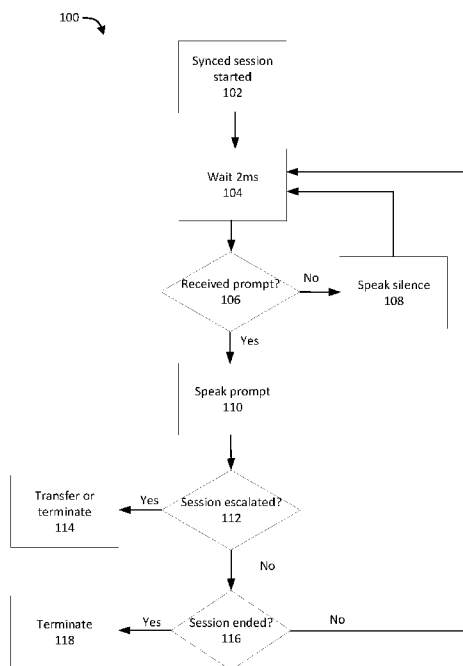 100
Synced session
started
102
Wait 2ms
104
Received prompt?
106
No
Speak silence
108
Yes
Speak prompt
110
Session escalated?
112
Yes
Transfer or
terminate
114
No
Session ended?
116
Yes
No
Terminate
118